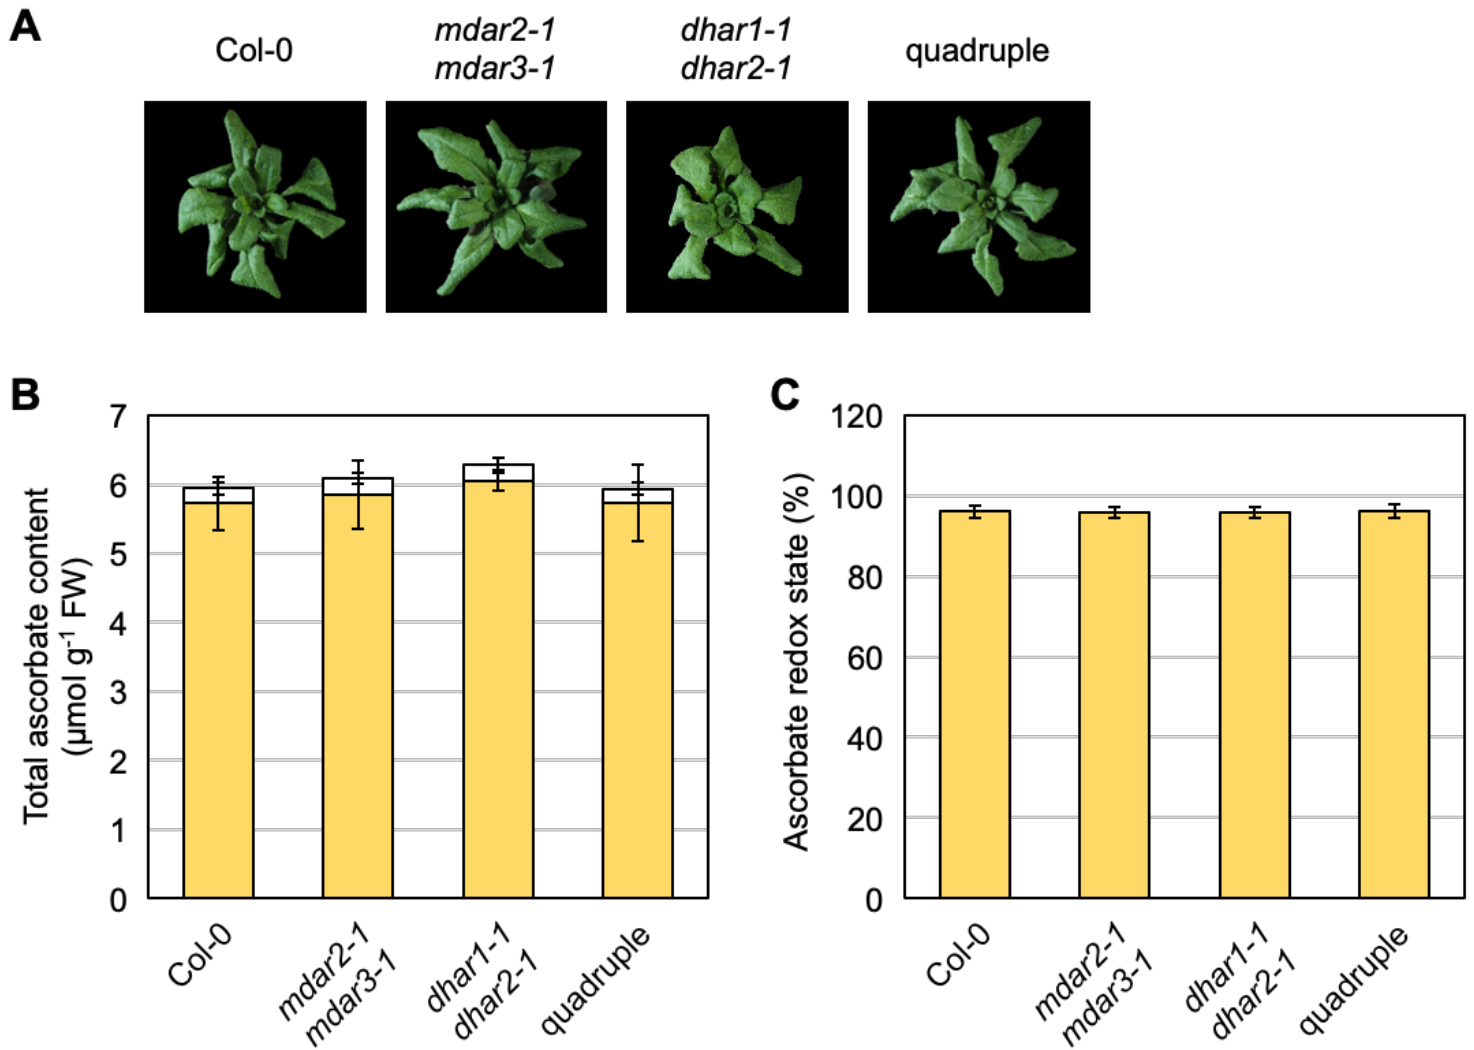 A
Col-0
mdar2-1
mdar3-1
dhar1-1
dhar2-1
quadruple
B
Total ascorbate content
(µmol g⁻¹ FW)
7
6
5
4
3
2
1
0
Col-0
mdar2-1
mdar3-1
dhar1-1
dhar2-1
quadruple
C
Ascorbate redox state (%)
120
100
80
60
40
20
0
Col-0
mdar2-1
mdar3-1
dhar1-1
dhar2-1
quadruple